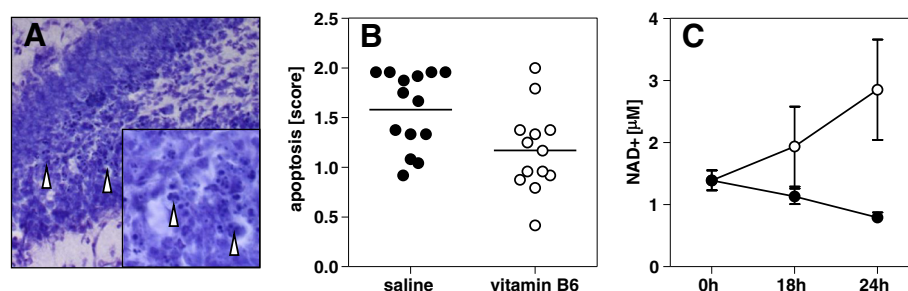 A
B
C
apoptosis [score]
2.5
2.0
1.5
1.0
0.5
0.0
saline vitamin B6
NAD+ [µM]
4
3
2
1
0
0h 18h 24h